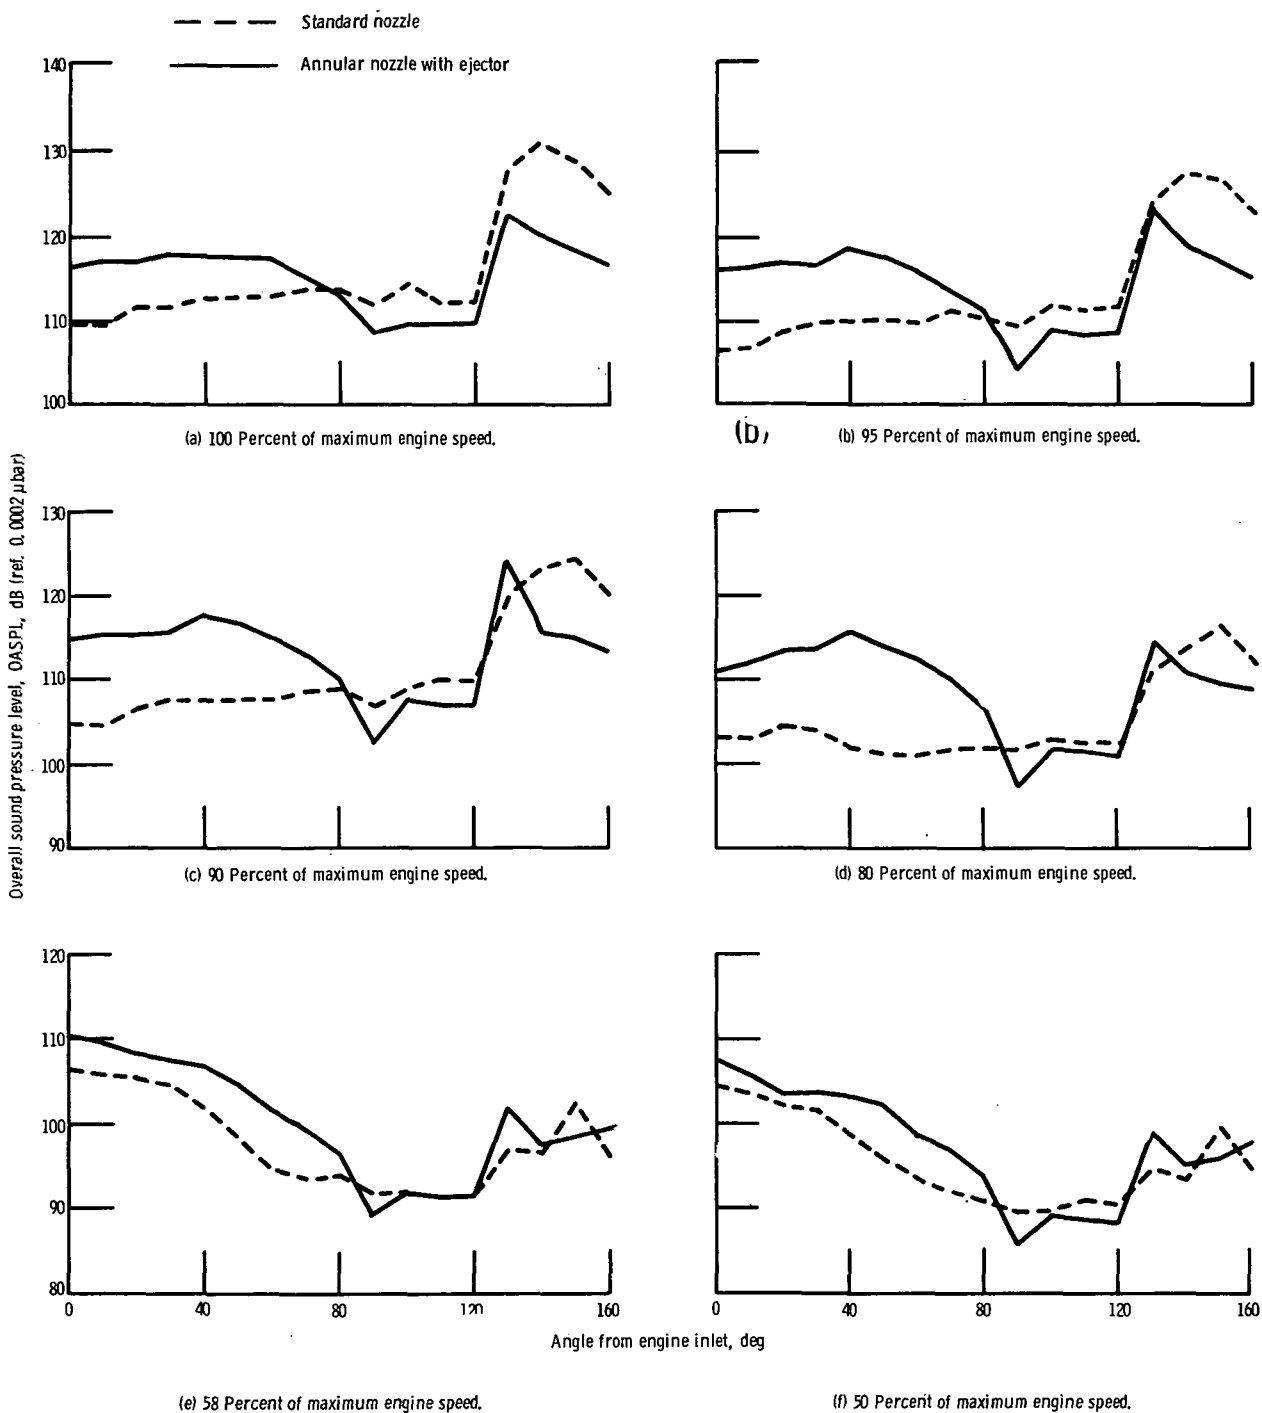 Standard nozzle
Annular nozzle with ejector
140
130
120
110
100
(a) 100 Percent of maximum engine speed.
(b)
(b) 95 Percent of maximum engine speed.
Overall sound pressure level, OASPL, dB (ref. 0.0002 µbar)
130
120
110
100
90
(c) 90 Percent of maximum engine speed.
(d) 80 Percent of maximum engine speed.
120
110
100
90
80
0 40 80 120 160
0 40 80 120 160
Angle from engine inlet, deg
(e) 58 Percent of maximum engine speed.
(f) 50 Percent of maximum engine speed.